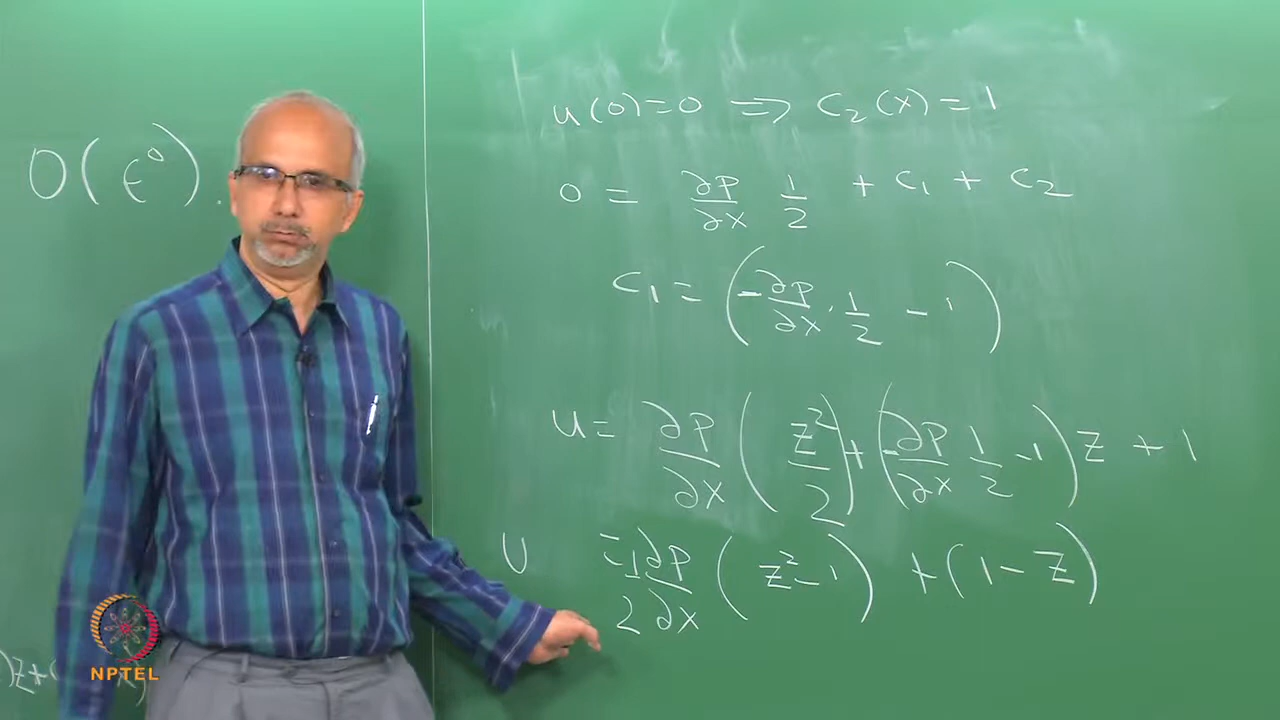 O(ϵ⁰).
u(0)=0 ⇒ C₂(x)=1
0 = ∂P/∂x 1/2 + C₁ + C₂
C₁ = (-∂P/∂x · 1/2 - 1)
u = ∂P/∂x (z²/2) + (-∂P/∂x 1/2 - 1) z + 1
U = -1/2 ∂P/∂x (z² - 1) + (1 - z)
)z+(
NPTEL